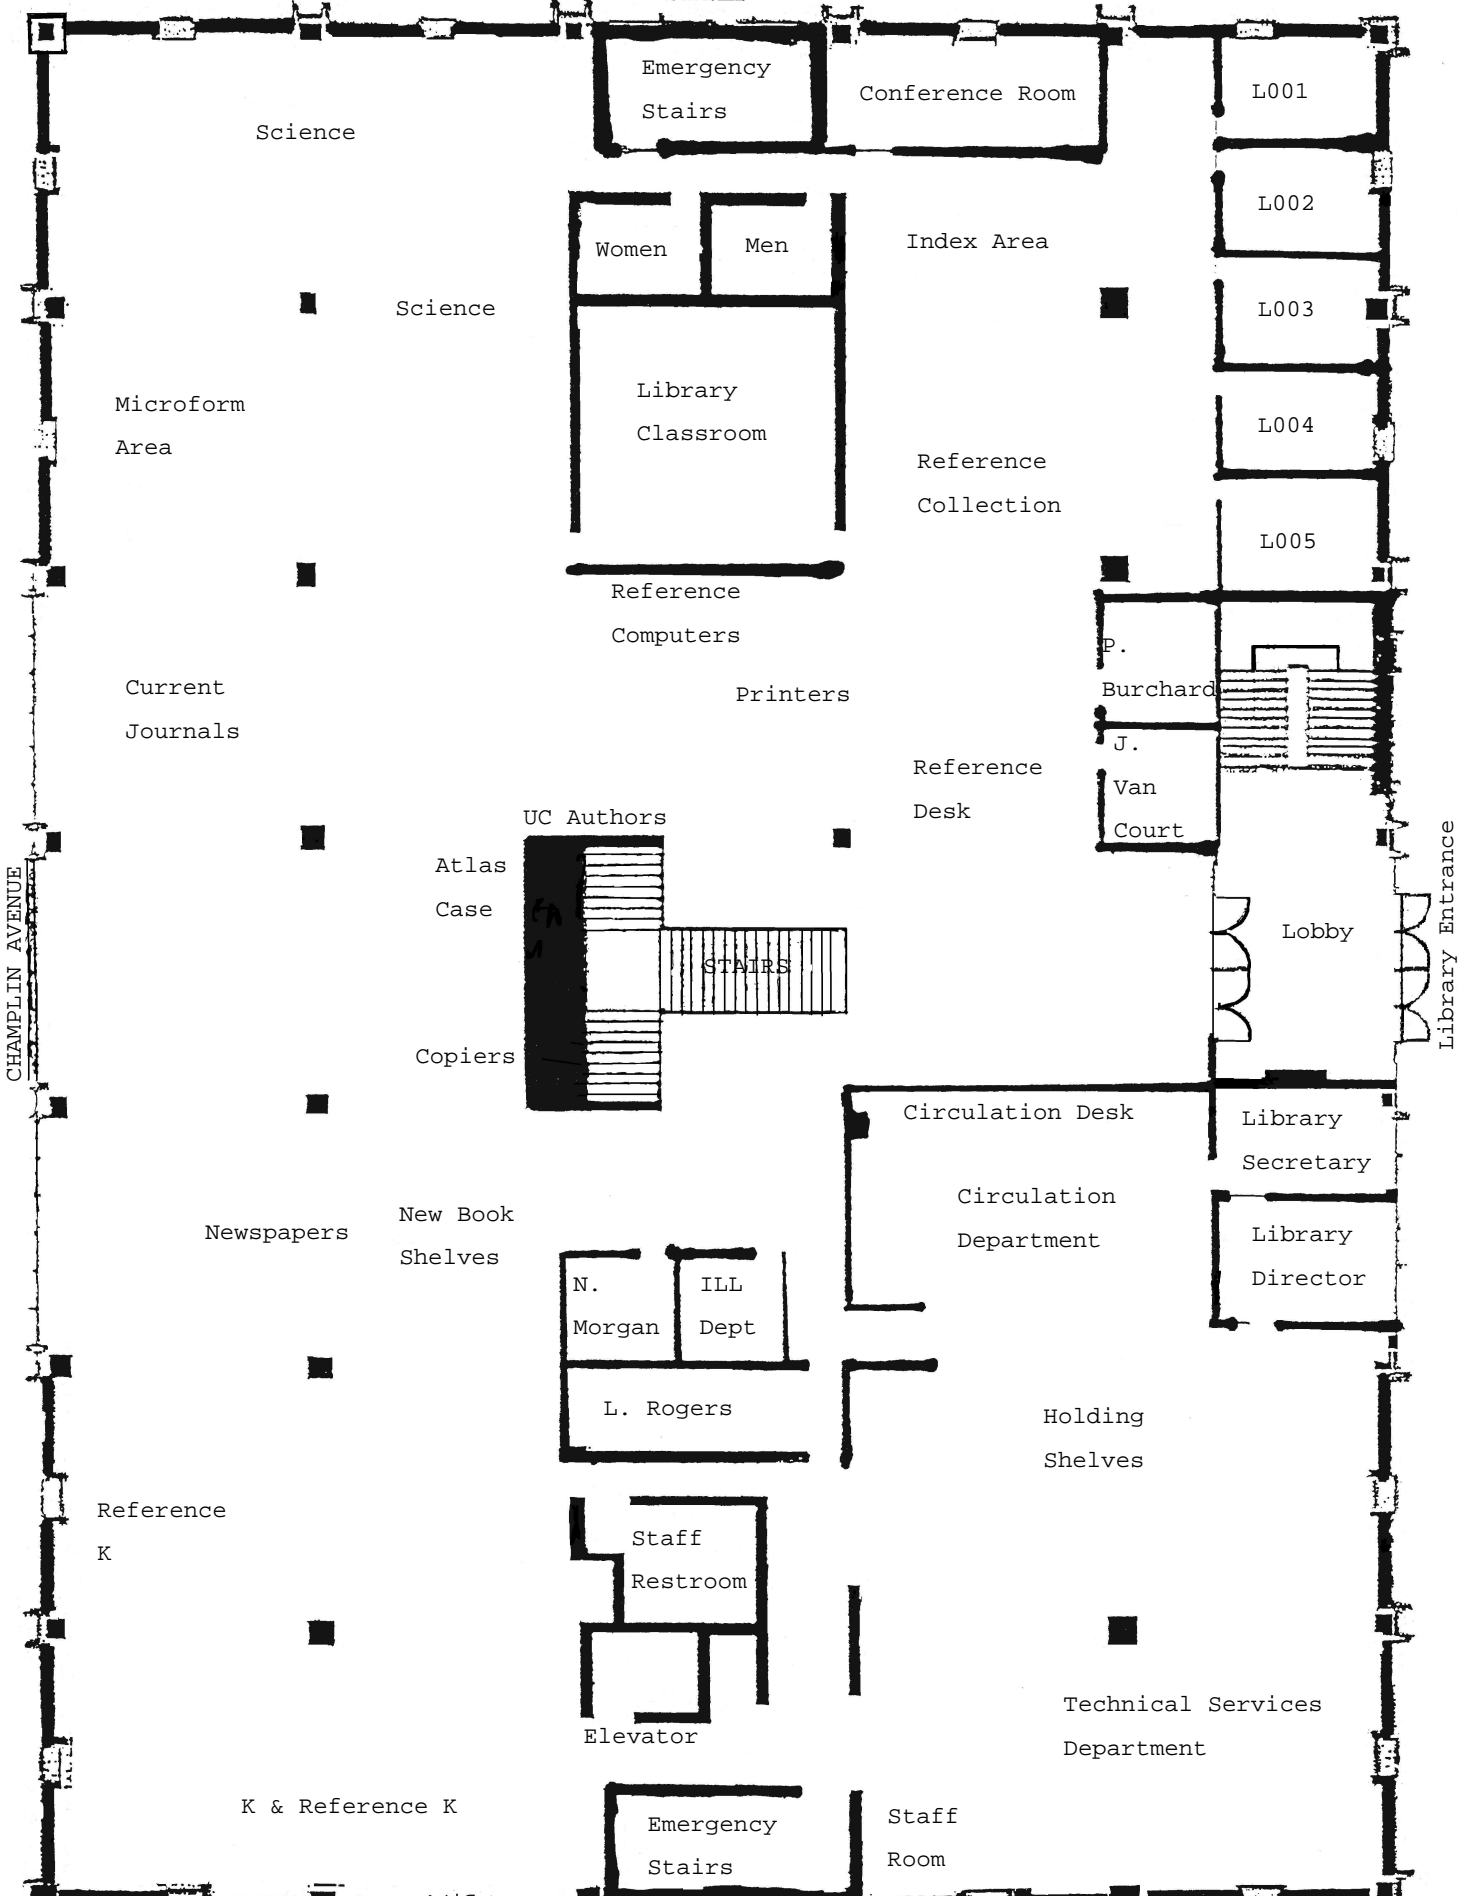 Emergency
Stairs
Conference Room
L001
Science
L002
Women
Men
Index Area
Science
L003
Library
Classroom
Microform
Area
L004
Reference
Collection
L005
Reference
Computers
P.
Burchard
Current
Journals
Printers
J.
Van
Court
Reference
Desk
UC Authors
Atlas
Case
CHAMPLIN AVENUE
Library Entrance
Lobby
STAIRS
Copiers
Circulation Desk
Library
Secretary
Circulation
Department
New Book
Shelves
Newspapers
Library
Director
N.
Morgan
ILL
Dept
L. Rogers
Holding
Shelves
Reference
K
Staff
Restroom
Technical Services
Department
Elevator
K & Reference K
Emergency
Stairs
Staff
Room